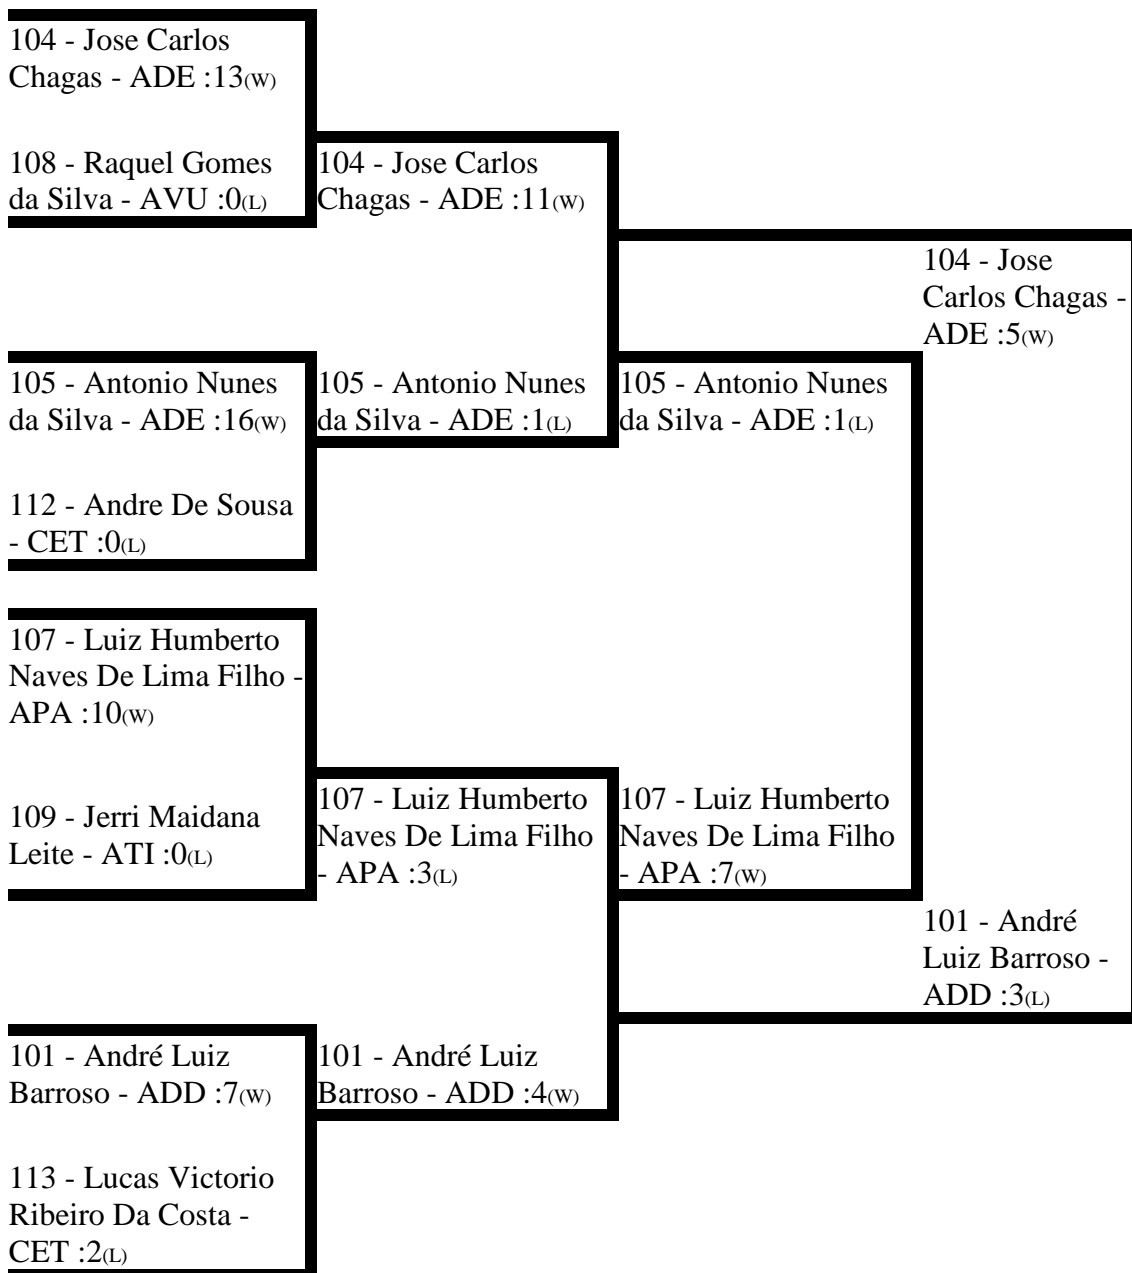 104 - Jose Carlos
Chagas - ADE :13(W)
108 - Raquel Gomes
da Silva - AVU :0(L)
105 - Antonio Nunes
da Silva - ADE :16(W)
112 - Andre De Sousa
- CET :0(L)
107 - Luiz Humberto
Naves De Lima Filho -
APA :10(W)
109 - Jerri Maidana
Leite - ATI :0(L)
101 - André Luiz
Barroso - ADD :7(W)
113 - Lucas Victorio
Ribeiro Da Costa -
CET :2(L)
104 - Jose Carlos
Chagas - ADE :11(W)
105 - Antonio Nunes
da Silva - ADE :1(L)
107 - Luiz Humberto
Naves De Lima Filho
- APA :3(L)
101 - André Luiz
Barroso - ADD :4(W)
105 - Antonio Nunes
da Silva - ADE :1(L)
107 - Luiz Humberto
Naves De Lima Filho
- APA :7(W)
104 - Jose
Carlos Chagas -
ADE :5(W)
101 - André
Luiz Barroso -
ADD :3(L)